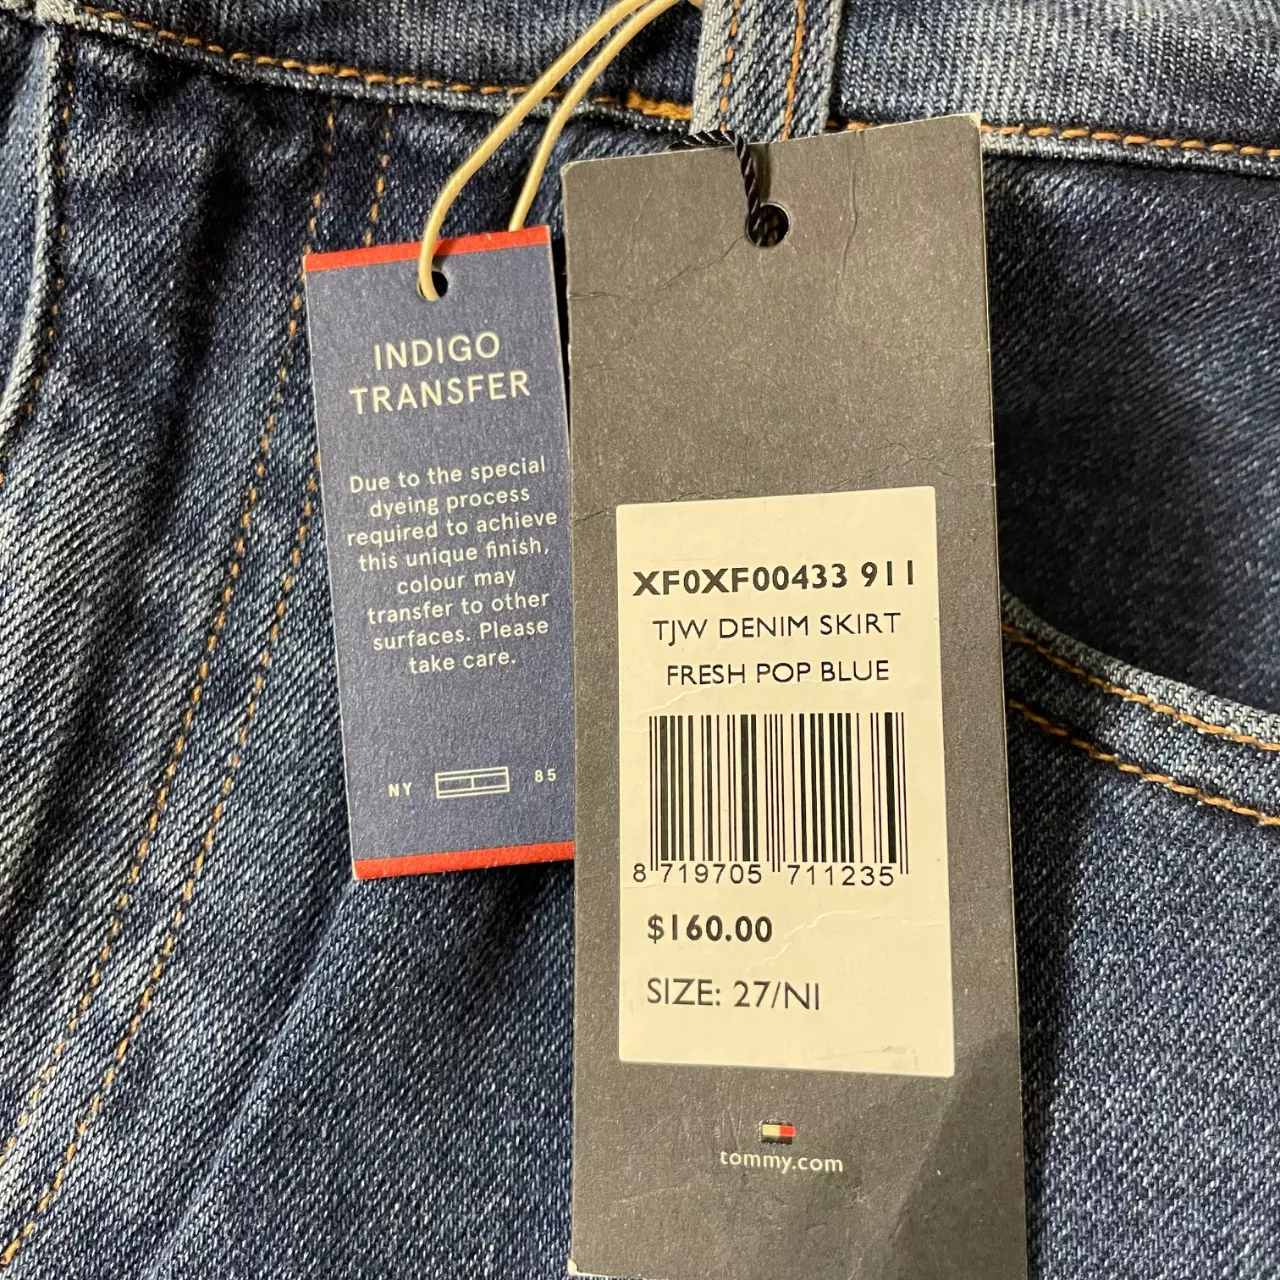 INDIGO
TRANSFER
Due to the special
dyeing process
required to achieve
this unique finish,
colour may
transfer to other
surfaces. Please
take care.
NY 85
XF0XF00433 911
TJW DENIM SKIRT
FRESH POP BLUE
8 719705 711235
$160.00
SIZE: 27/NI
tommy.com